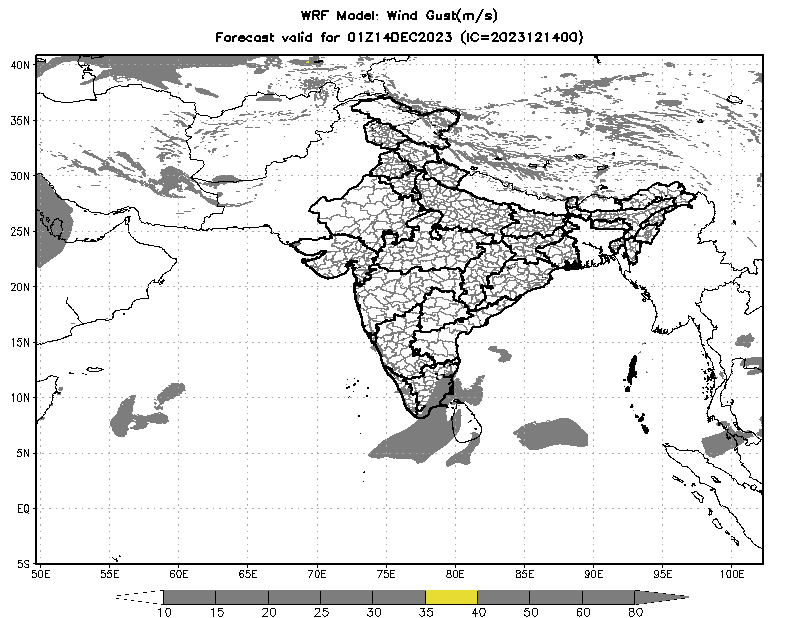 WRF Model: Wind Gust(m/s)
Forecast valid for 01Z14DEC2023 (IC=2023121400)
40N
35N
30N
25N
20N
15N
10N
5N
EQ
5S
50E 55E 60E 65E 70E 75E 80E 85E 90E 95E 100E
10 15 20 25 30 35 40 50 60 80